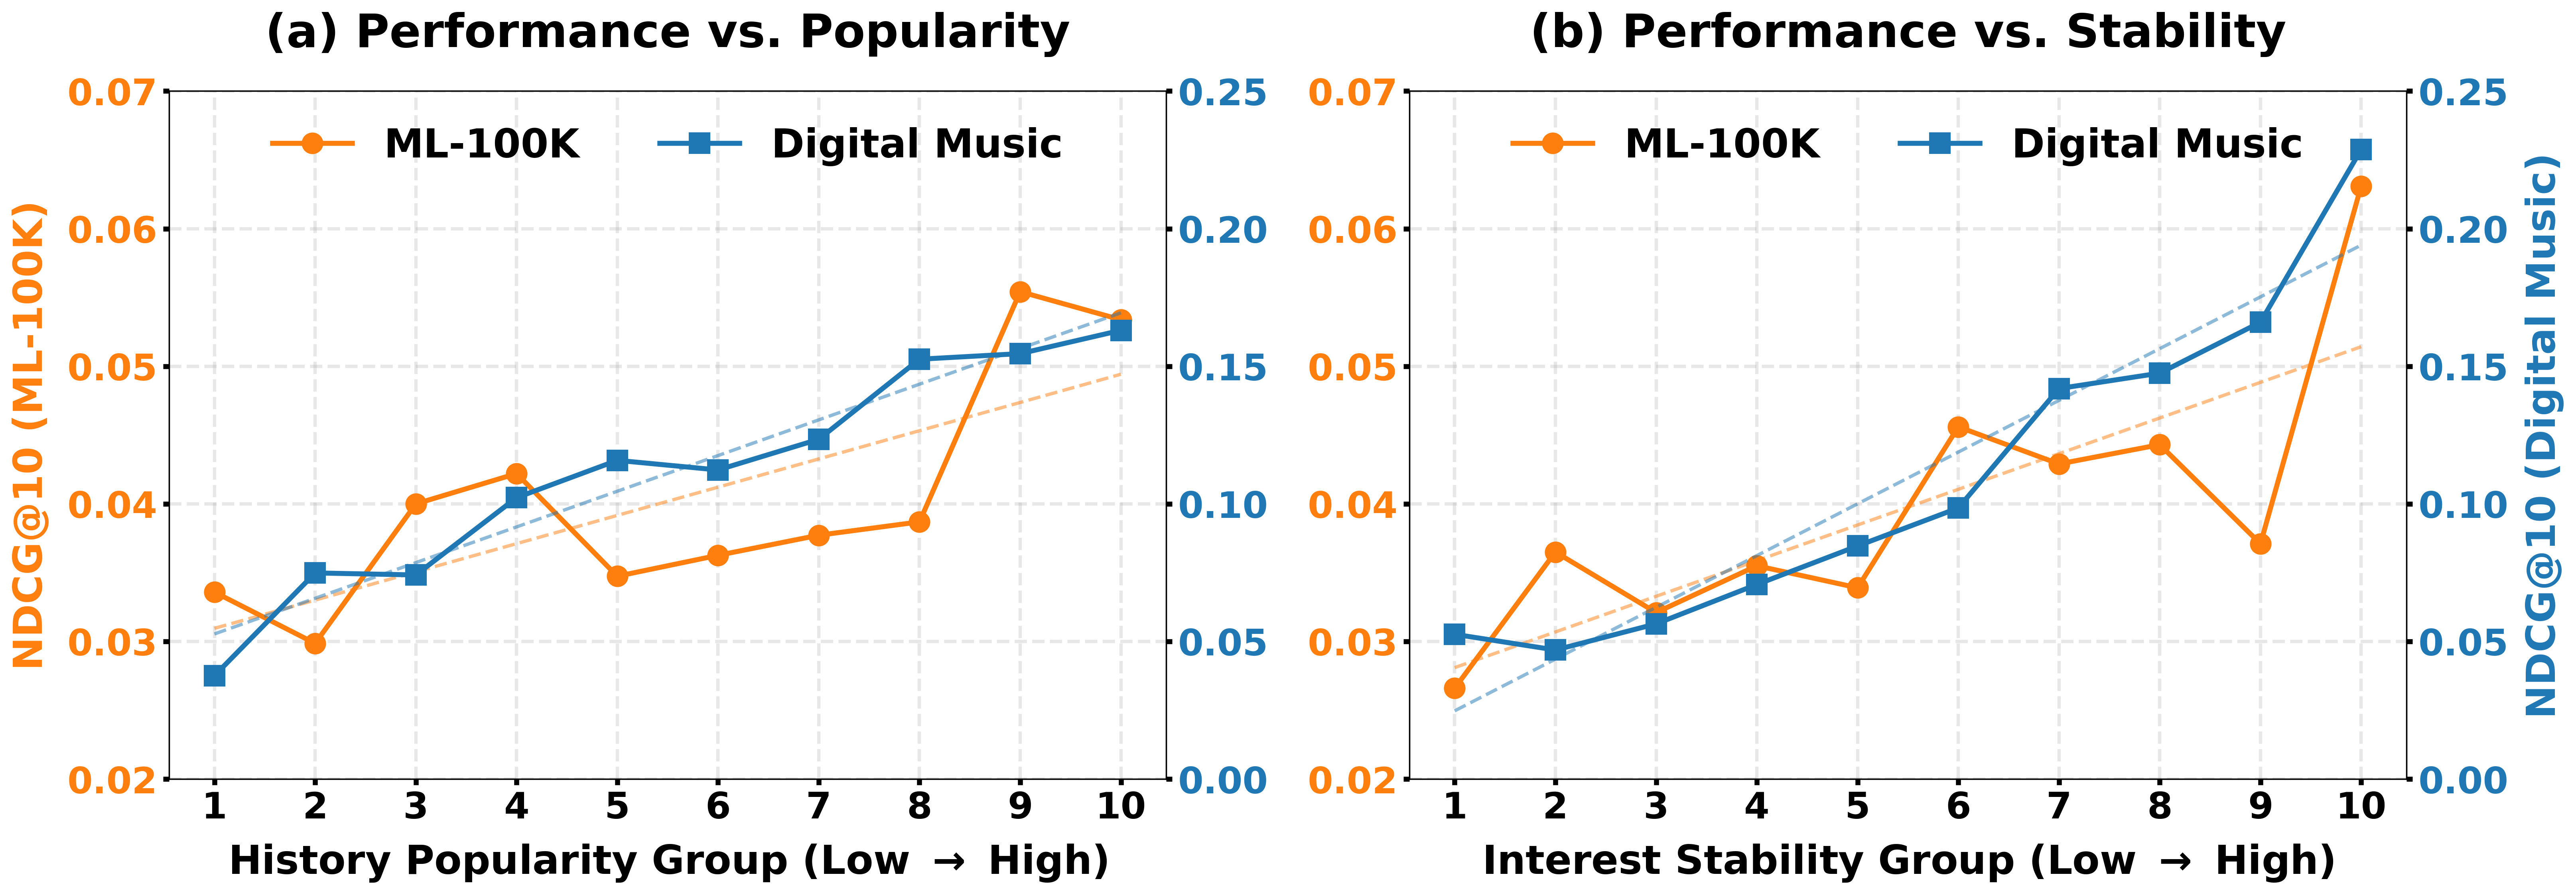 (a) Performance vs. Popularity
ML-100K
Digital Music
NDCG@10 (ML-100K)
0.07
0.06
0.05
0.04
0.03
0.02
0.25
0.20
0.15
0.10
0.05
0.00
1 2 3 4 5 6 7 8 9 10
History Popularity Group (Low → High)
(b) Performance vs. Stability
ML-100K
Digital Music
0.07
0.06
0.05
0.04
0.03
0.02
0.25
0.20
0.15
0.10
0.05
0.00
NDCG@10 (Digital Music)
1 2 3 4 5 6 7 8 9 10
Interest Stability Group (Low → High)